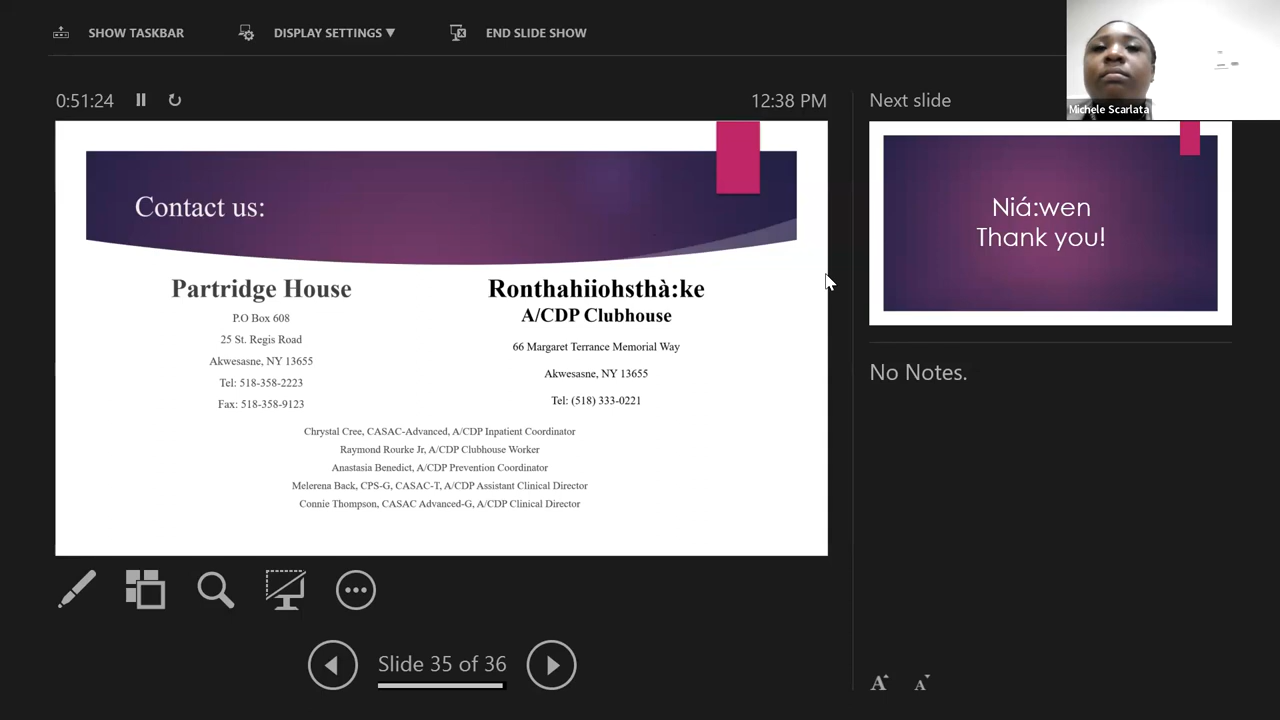 SHOW TASKBAR
DISPLAY SETTINGS ▼
END SLIDE SHOW
Michele Scarlata
0:51:24
12:38 PM
Next slide
Contact us:
Partridge House
P.O Box 608
25 St. Regis Road
Akwesasne, NY 13655
Tel: 518-358-2223
Fax: 518-358-9123
Ronthahiiohsthà:ke
A/CDP Clubhouse
66 Margaret Terrance Memorial Way
Akwesasne, NY 13655
Tel: (518) 333-0221
Chrystal Cree, CASAC-Advanced, A/CDP Inpatient Coordinator
Raymond Rourke Jr, A/CDP Clubhouse Worker
Anastasia Benedict, A/CDP Prevention Coordinator
Melerena Back, CPS-G, CASAC-T, A/CDP Assistant Clinical Director
Connie Thompson, CASAC Advanced-G, A/CDP Clinical Director
Niá:wen
Thank you!
No Notes.
Slide 35 of 36
A A